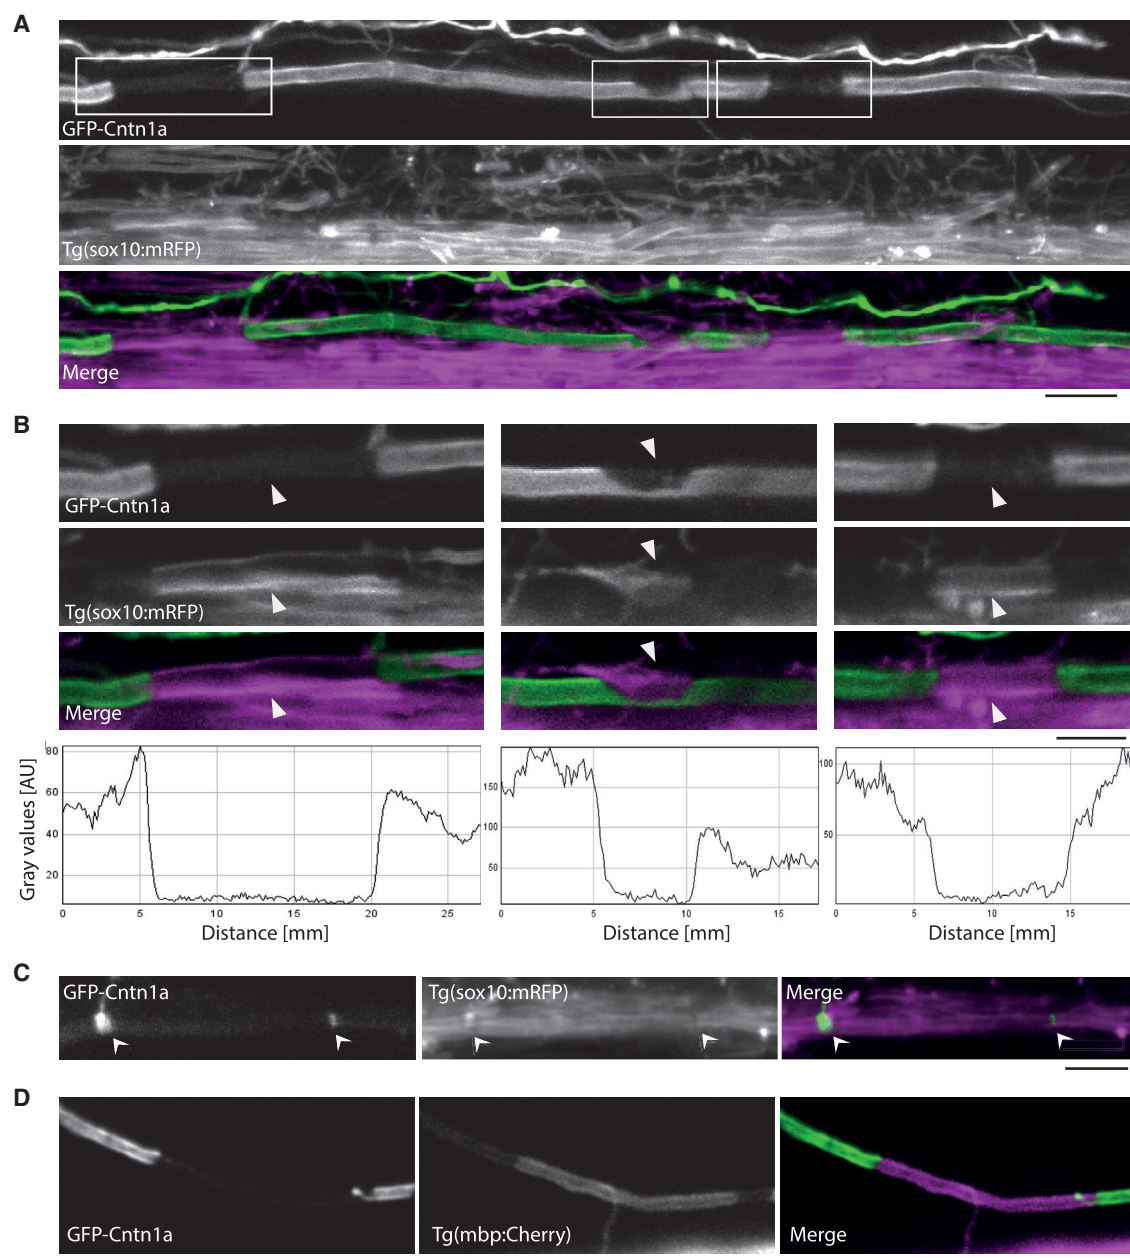 A
GFP-Cntn1a
Tg(sox10:mRFP)
Merge
B
GFP-Cntn1a
Tg(sox10:mRFP)
Merge
Gray values [AU]
80
60
40
20
0 5 10 15 20 25
Distance [mm]
150
100
50
0 5 10 15
Distance [mm]
100
50
0 5 10 15
Distance [mm]
C
GFP-Cntn1a Tg(sox10:mRFP) Merge
D
GFP-Cntn1a Tg(mbp:Cherry) Merge